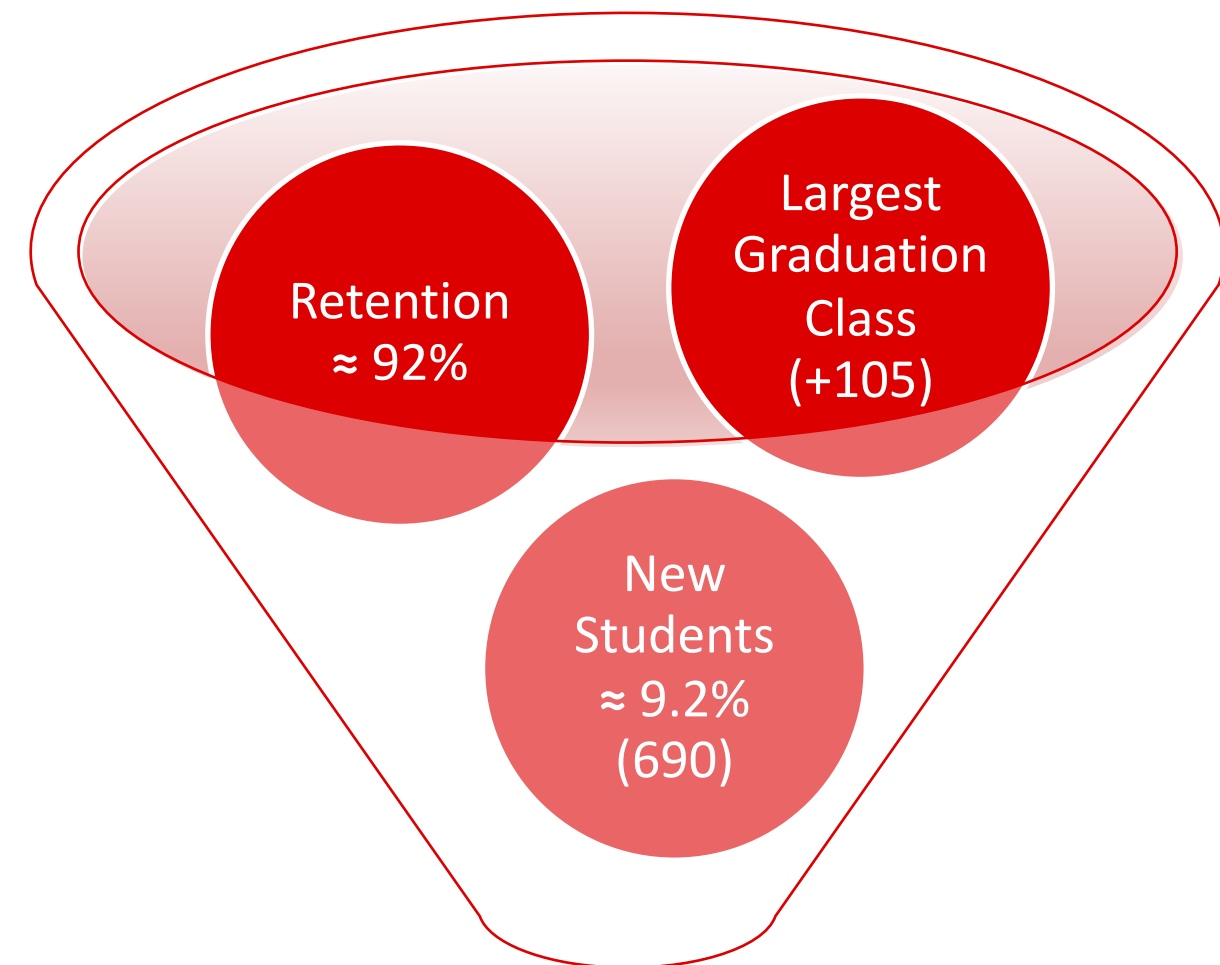 Retention
≈ 92%
Largest
Graduation
Class
(+105)
New
Students
≈ 9.2%
(690)